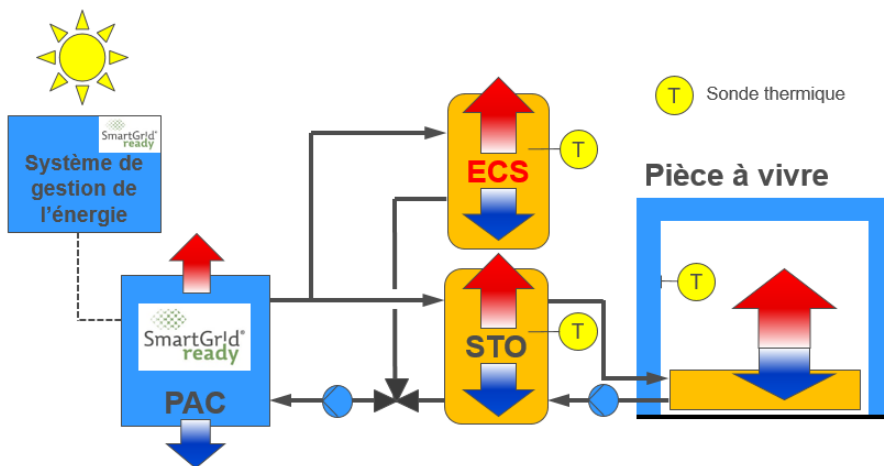 SmartGrid®
ready
Système de
gestion de
l'énergie
T
Sonde thermique
T
ECS
Pièce à vivre
T
SmartGrid®
ready
PAC
STO
T